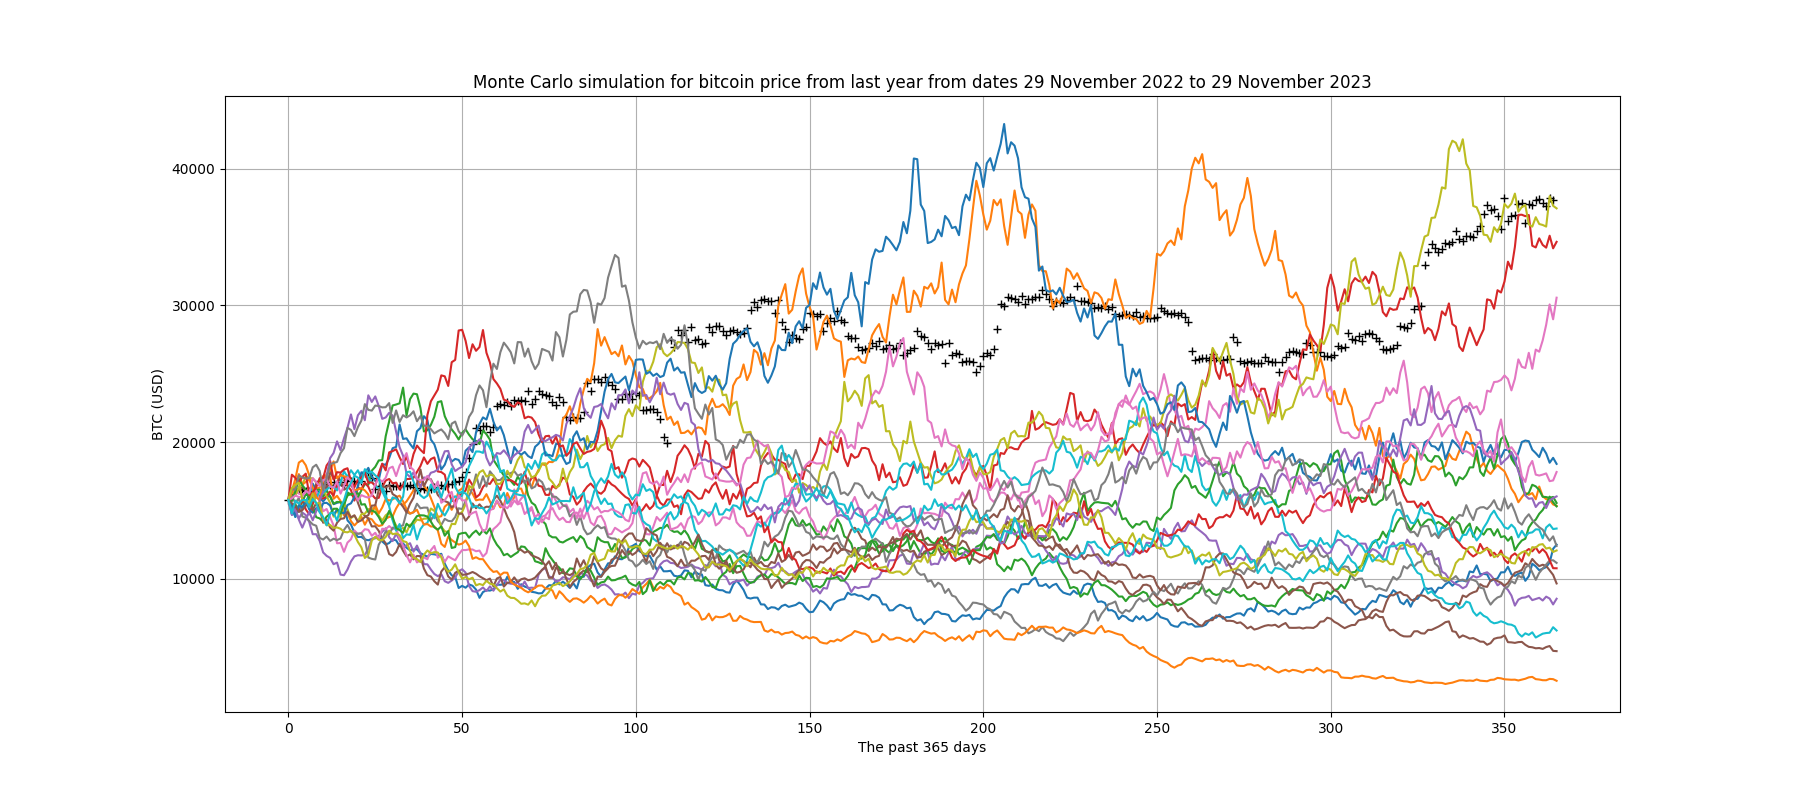 Monte Carlo simulation for bitcoin price from last year from dates 29 November 2022 to 29 November 2023
40000
30000
20000
10000
BTC (USD)
0 50 100 150 200 250 300 350
The past 365 days